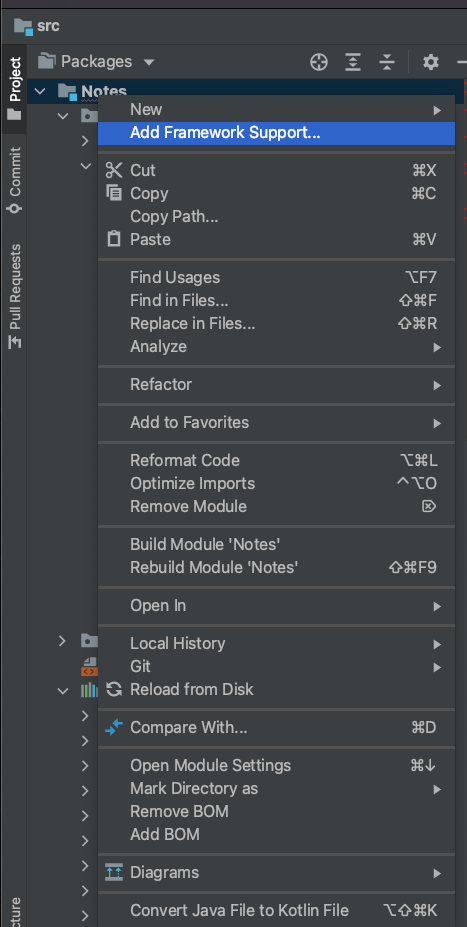 src
Project
Packages
Notes
New
Add Framework Support...
Cut ⌘X
Copy ⌘C
Copy Path...
Paste ⌘V
Find Usages ⌥F7
Find in Files... ⇧⌘F
Replace in Files... ⇧⌘R
Analyze
Refactor
Add to Favorites
Reformat Code ⌥⌘L
Optimize Imports ^⌥O
Remove Module ⌦
Build Module 'Notes'
Rebuild Module 'Notes' ⇧⌘F9
Open In
Local History
Git
Reload from Disk
Compare With... ⌘D
Open Module Settings ⌘↓
Mark Directory as
Remove BOM
Add BOM
Diagrams
Convert Java File to Kotlin File ⌥⇧⌘K
Commit
Pull Requests
cture